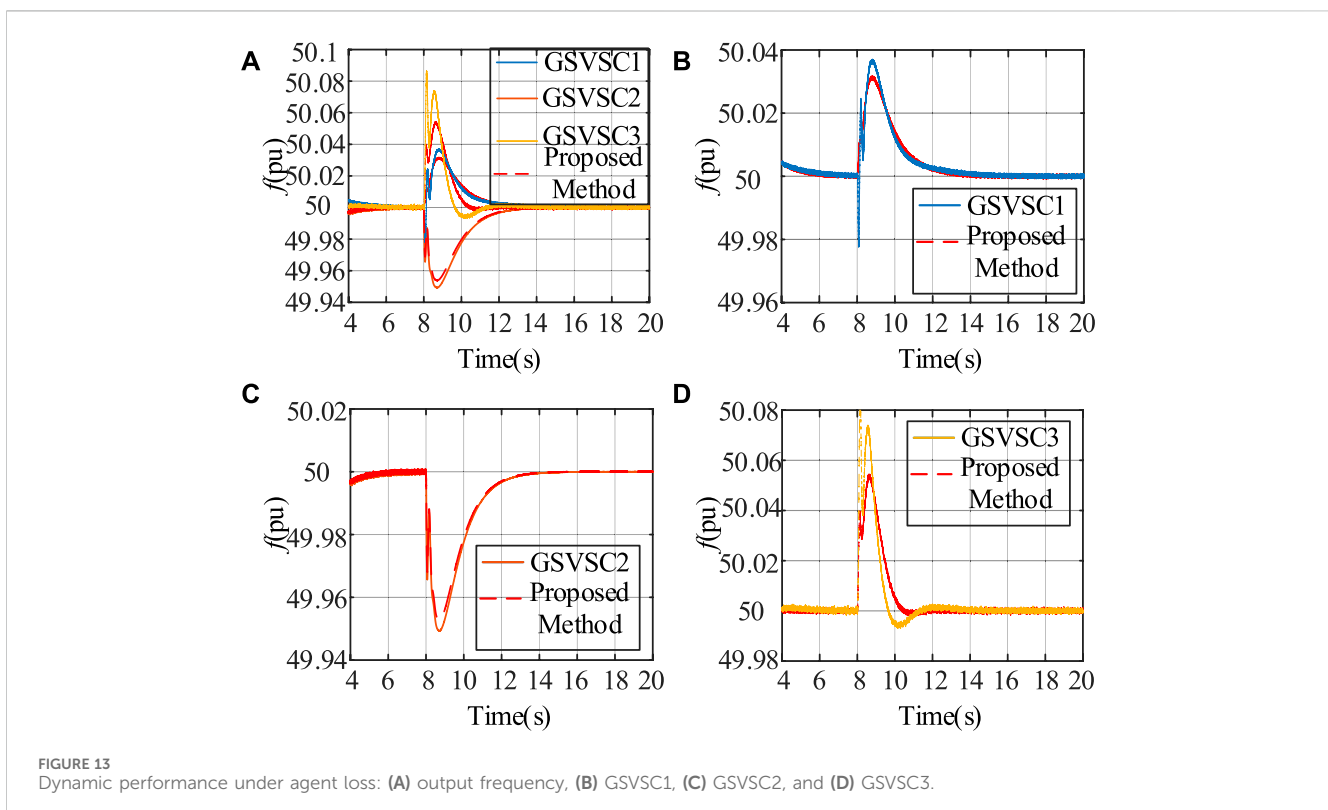 A
50.1
50.08
50.06
50.04
50.02
50
49.98
49.96
49.94
f(pu)
GSVSC1
GSVSC2
GSVSC3
Proposed
Method
4 6 8 10 12 14 16 18 20
Time(s)
B
50.04
50.02
50
49.98
49.96
f(pu)
GSVSC1
Proposed
Method
4 6 8 10 12 14 16 18 20
Time(s)
C
50.02
50
49.98
49.96
49.94
f(pu)
GSVSC2
Proposed
Method
4 6 8 10 12 14 16 18 20
Time(s)
D
50.08
50.06
50.04
50.02
50
49.98
f(pu)
GSVSC3
Proposed
Method
4 6 8 10 12 14 16 18 20
Time(s)
FIGURE 13
Dynamic performance under agent loss: (A) output frequency, (B) GSVSC1, (C) GSVSC2, and (D) GSVSC3.